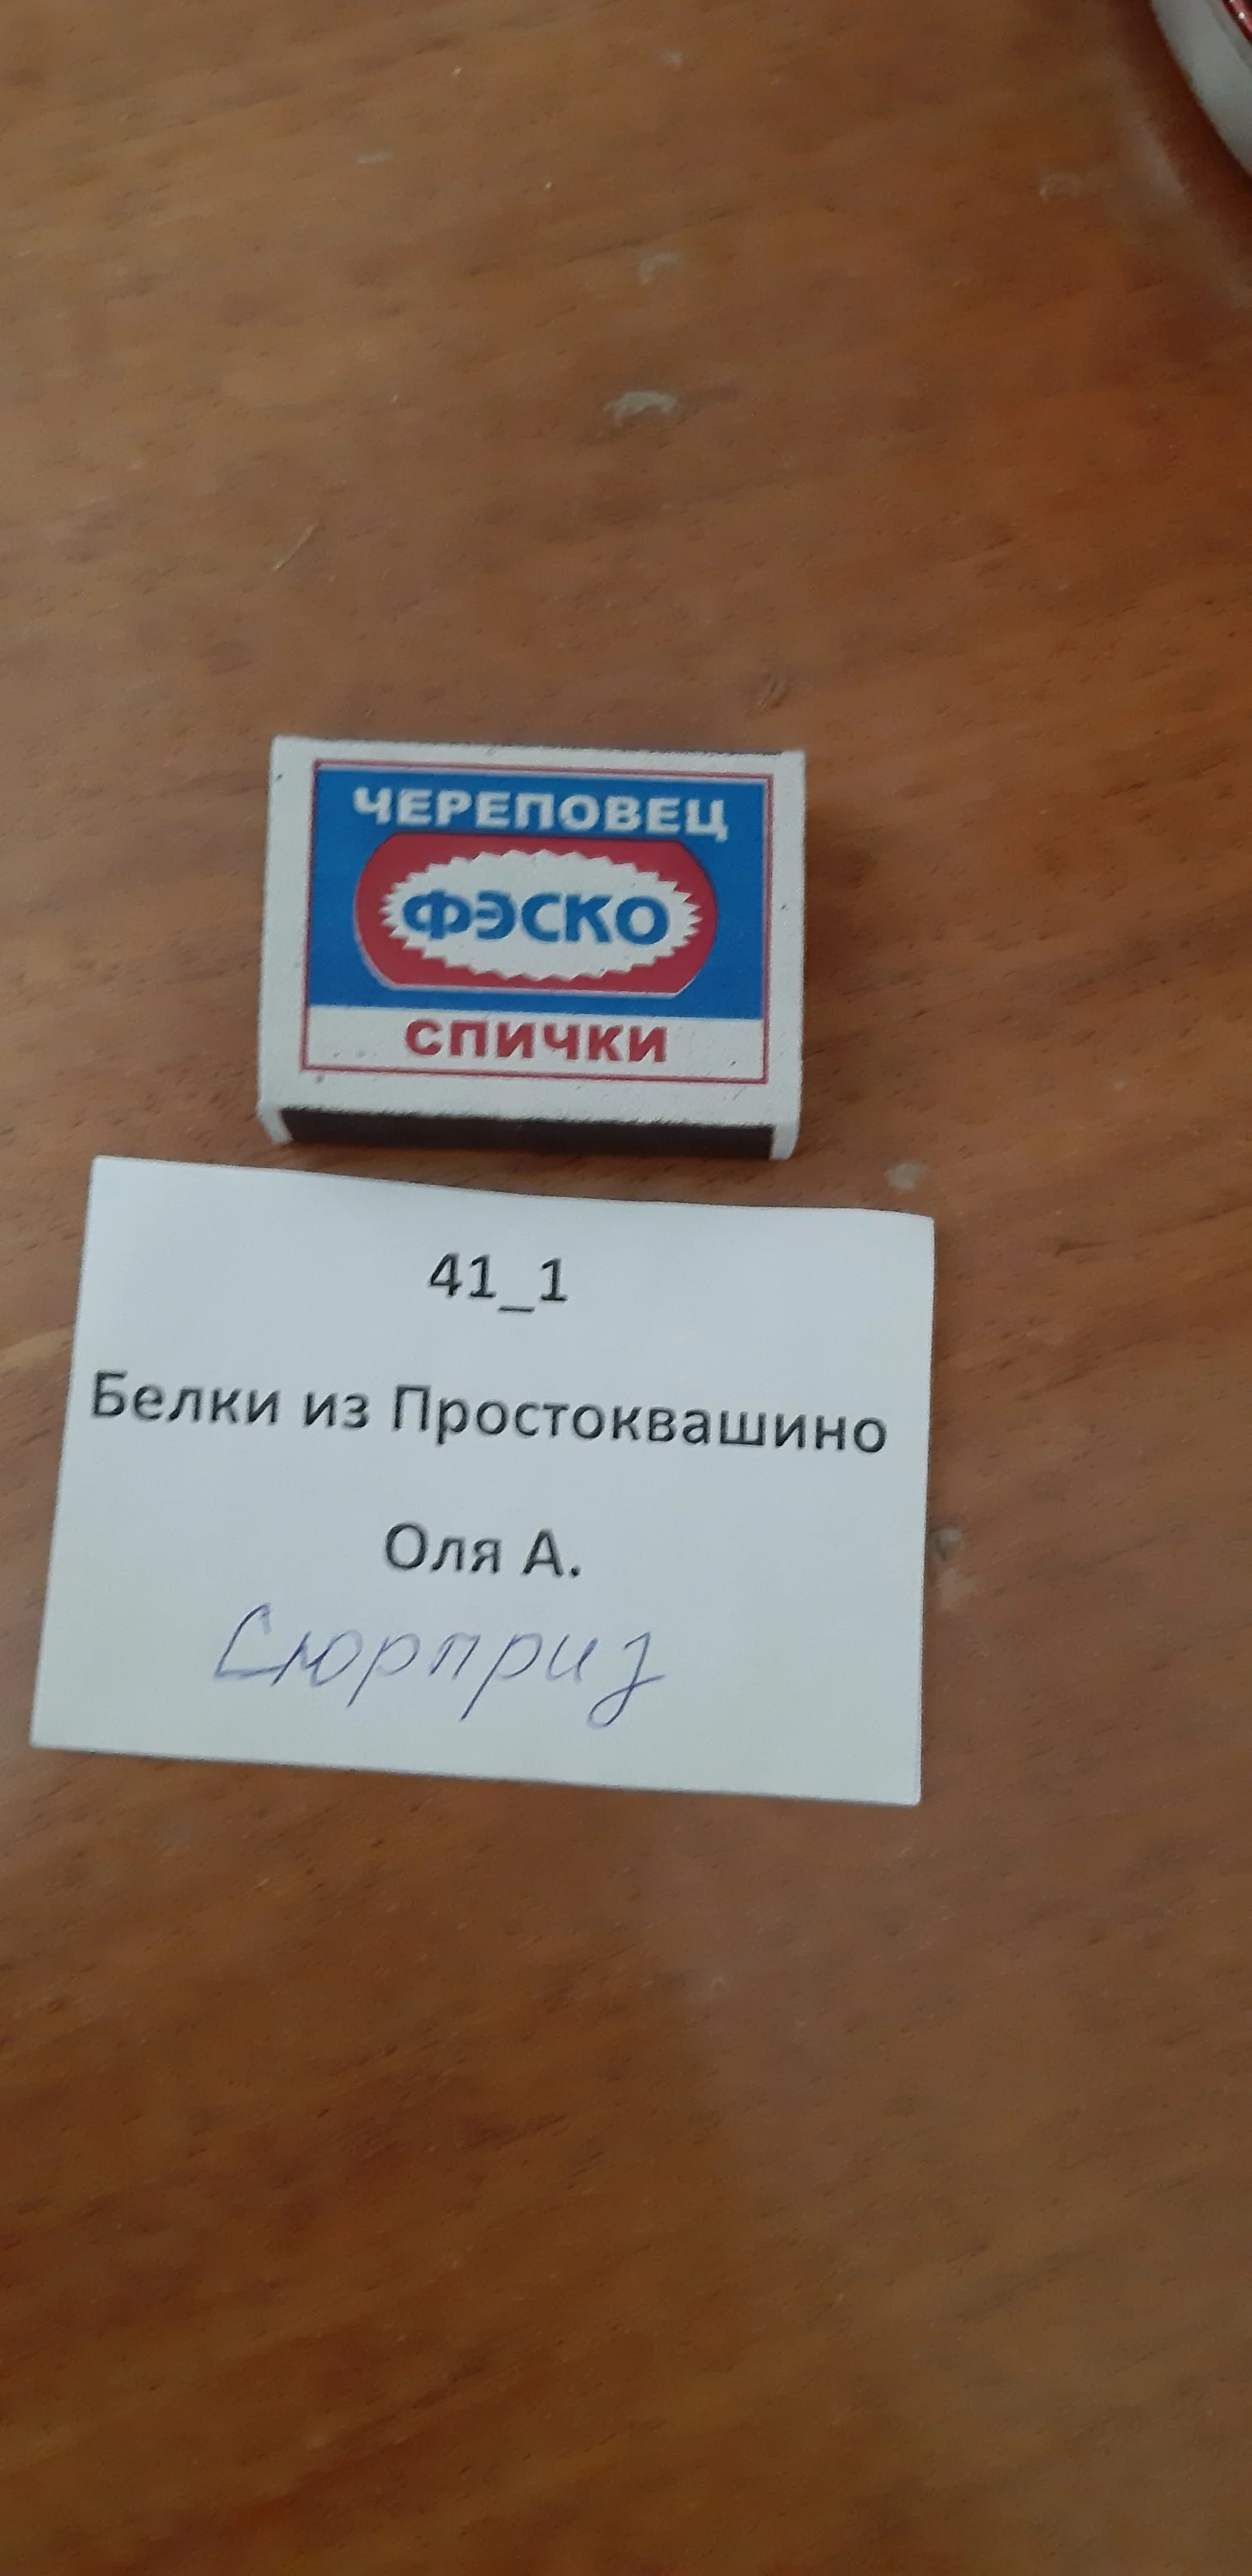 ЧЕРЕПОВЕЦ
ФЭСКО
СПИЧКИ
41_1
Белки из Простоквашино
Оля А.
Сюрприз